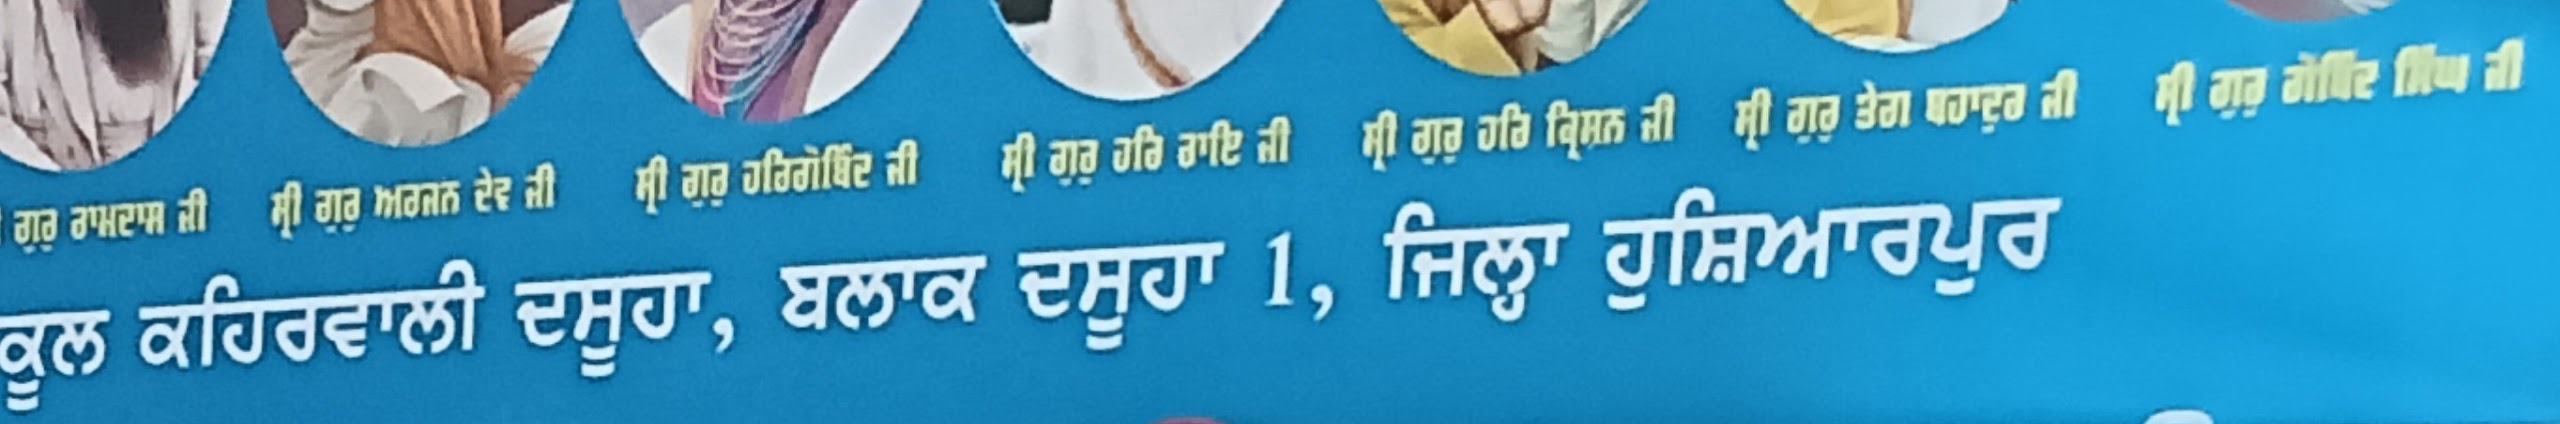 ਗੁਰੂ ਰਾਮਦਾਸ ਜੀ ਸ੍ਰੀ ਗੁਰੂ ਅਰਜਨ ਦੇਵ ਜੀ ਸ੍ਰੀ ਗੁਰੂ ਹਰਿਗੋਬਿੰਦ ਜੀ ਸ੍ਰੀ ਗੁਰੂ ਹਰਿ ਰਾਇ ਜੀ ਸ੍ਰੀ ਗੁਰੂ ਹਰਿ ਕ੍ਰਿਸ਼ਨ ਜੀ ਸ੍ਰੀ ਗੁਰੂ ਤੇਗ ਬਹਾਦੁਰ ਜੀ ਸ੍ਰੀ ਗੁਰੂ ਗੋਬਿੰਦ ਸਿੰਘ ਜੀ
ਕੂਲ ਕਹਿਰਵਾਲੀ ਦਸੂਹਾ, ਬਲਾਕ ਦਸੂਹਾ 1, ਜਿਲ੍ਹਾ ਹੁਸ਼ਿਆਰਪੁਰ